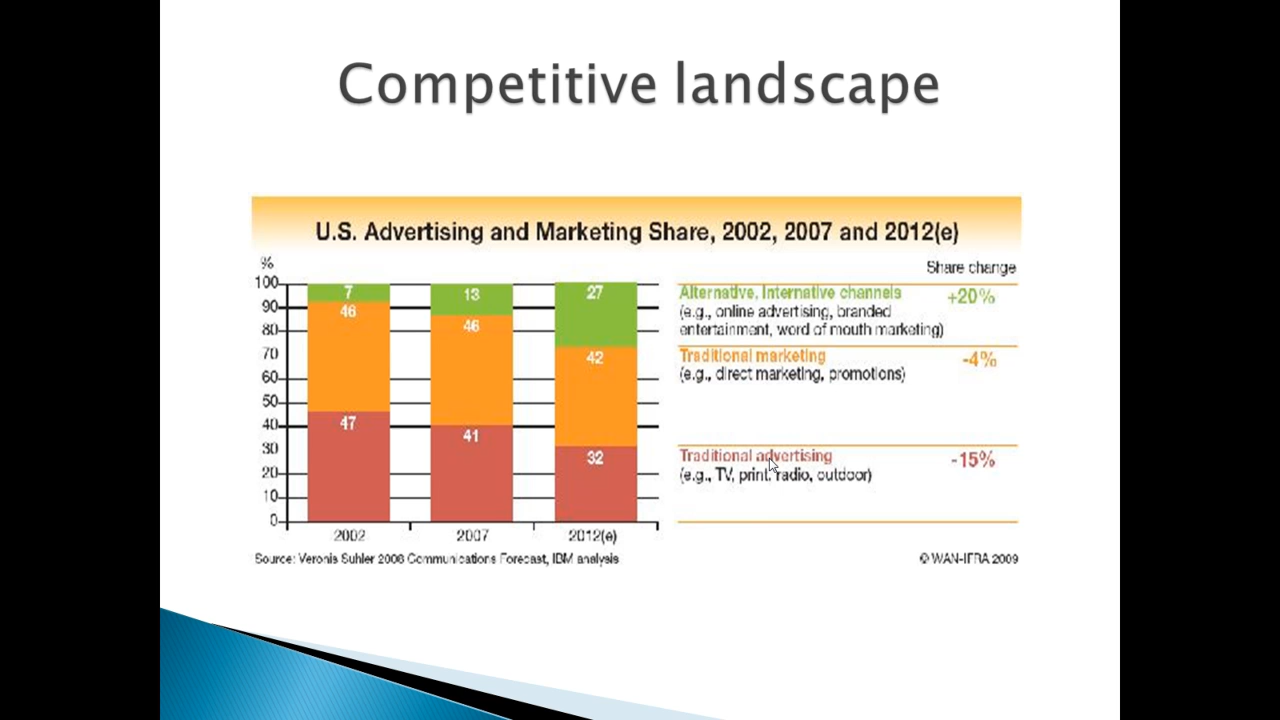 Competitive landscape
U.S. Advertising and Marketing Share, 2002, 2007 and 2012(e)
%
Share change
100
90
80
70
60
50
40
30
20
10
0
7
46
47
13
46
41
27
42
32
2002
2007
2012(e)
Alternative, Internative channels
+20%
(e.g., online advertising, branded
entertainment, word of mouth marketing)
Traditional marketing
-4%
(e.g., direct marketing, promotions)
Traditional advertising
-15%
(e.g., TV, print, radio, outdoor)
Source: Veronis Suhler Communications Forecast, IBM analysis
© WAN-IFRA 2009